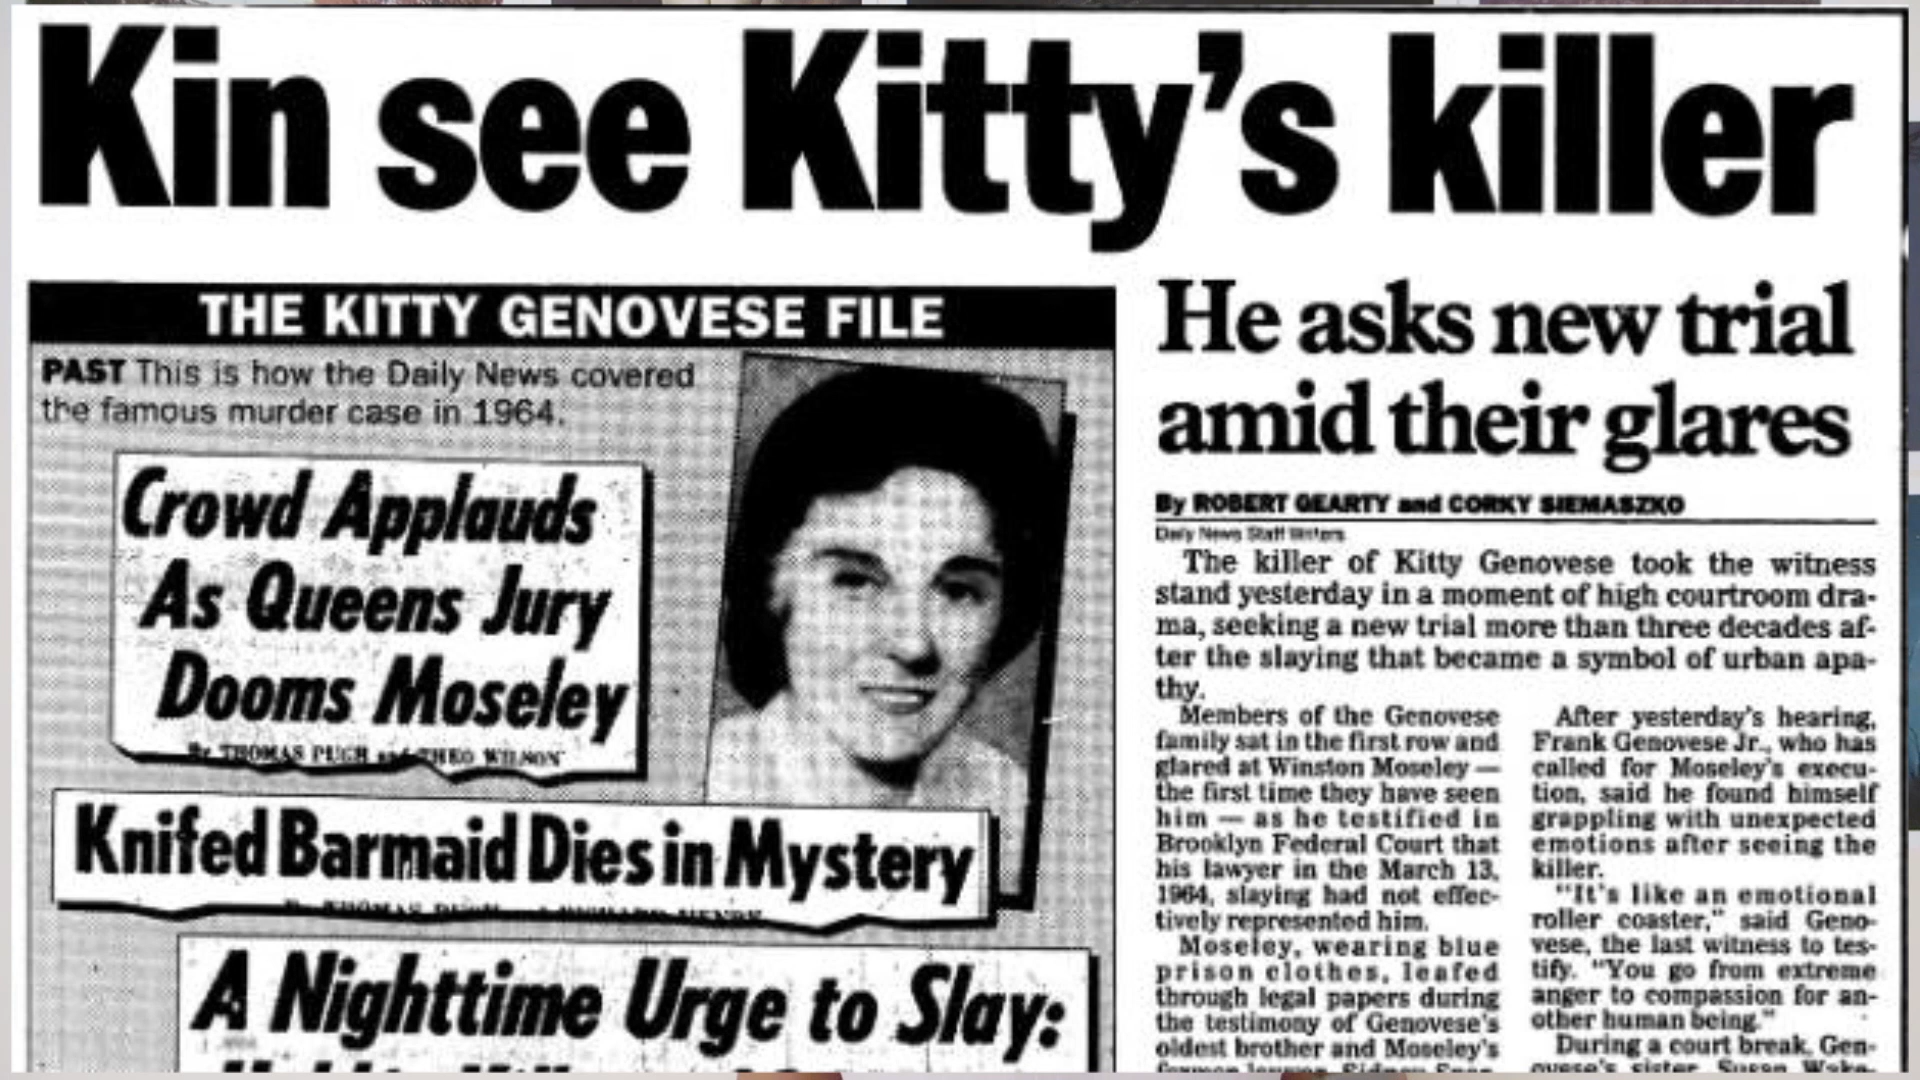 Kin see Kitty's killer
THE KITTY GENOVESE FILE
PAST This is how the Daily News covered
the famous murder case in 1964.
Crowd Applauds
As Queens Jury
Dooms Moseley
By THOMAS PUGH and THEO WILSON
Knifed Barmaid Dies in Mystery
A Nighttime Urge to Slay:
He asks new trial
amid their glares
By ROBERT GEARTY and CORKY SIEMASZKO
Daily News Staff Writers
The killer of Kitty Genovese took the witness
stand yesterday in a moment of high courtroom dra-
ma, seeking a new trial more than three decades af-
ter the slaying that became a symbol of urban apa-
thy.
Members of the Genovese
family sat in the first row and
glared at Winston Moseley —
the first time they have seen
him — as he testified in
Brooklyn Federal Court that
his lawyer in the March 13,
1964, slaying had not effec-
tively represented him.
Moseley, wearing blue
prison clothes, leafed
through legal papers during
the testimony of Genovese's
oldest brother and Moseley's
After yesterday's hearing,
Frank Genovese Jr., who has
called for Moseley's execu-
tion, said he found himself
grappling with unexpected
emotions after seeing the
killer.
"It's like an emotional
roller coaster," said Geno-
vese, the last witness to tes-
tify. "You go from extreme
anger to compassion for an-
other human being."
During a court break, Gen-